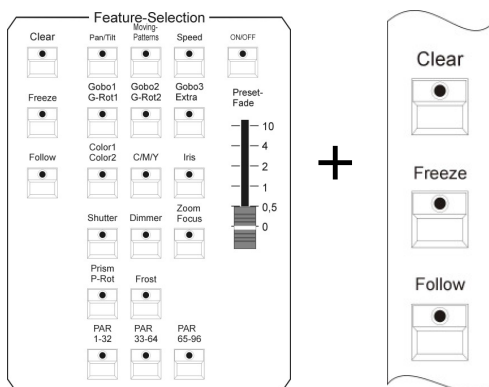 Feature-Selection
Clear
Pan/Tilt
Moving-
Patterns
Speed
ON/OFF
Freeze
Gobo1
G-Rot1
Gobo2
G-Rot2
Gobo3
Extra
Preset-
Fade
10
4
2
1
0,5
0
Follow
Color1
Color2
C/M/Y
Iris
Shutter
Dimmer
Zoom
Focus
Prism
P-Rot
Frost
PAR
1-32
PAR
33-64
PAR
65-96
+
Clear
Freeze
Follow